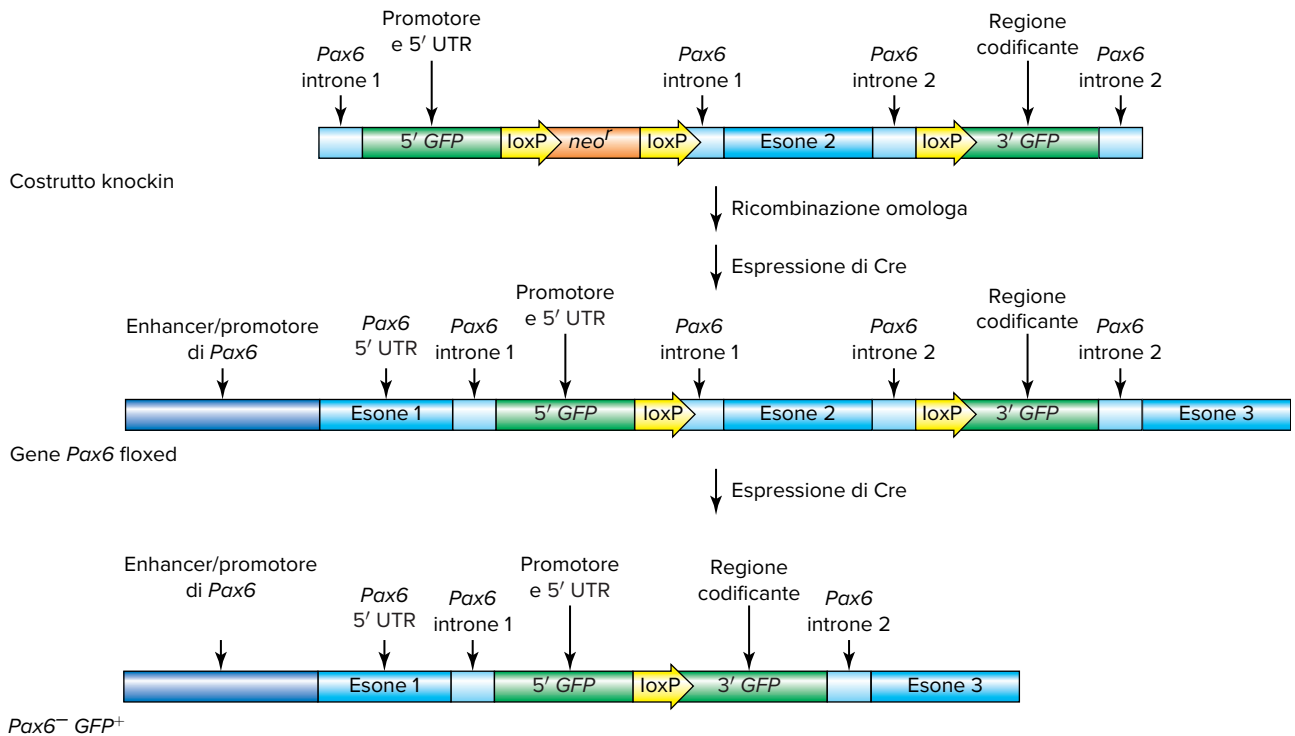 Promotore
e 5′ UTR
Pax6
introne 1
Pax6
introne 1
Pax6
introne 2
Regione
codificante
Pax6
introne 2
5′ GFP
loxP
neoʳ
loxP
Esone 2
loxP
3′ GFP
Costrutto knockin
Ricombinazione omologa
Espressione di Cre
Enhancer/promotore
di Pax6
Pax6
5′ UTR
Pax6
introne 1
Promotore
e 5′ UTR
Pax6
introne 1
Pax6
introne 2
Regione
codificante
Pax6
introne 2
Esone 1
5′ GFP
loxP
Esone 2
loxP
3′ GFP
Esone 3
Gene Pax6 floxed
Espressione di Cre
Enhancer/promotore
di Pax6
Pax6
5′ UTR
Pax6
introne 1
Promotore
e 5′ UTR
Regione
codificante
Pax6
introne 2
Esone 1
5′ GFP
loxP
3′ GFP
Esone 3
Pax6⁻ GFP⁺